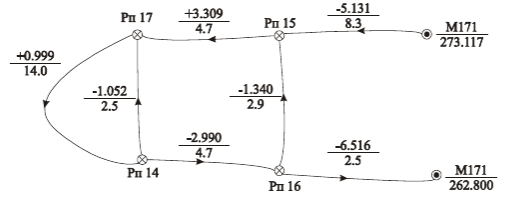 Рп 17
+3.309
4.7
Рп 15
-5.131
8.3
М171
273.117
+0.999
14.0
-1.052
2.5
-1.340
2.9
-2.990
4.7
-6.516
2.5
Рп 14
Рп 16
М171
262.800